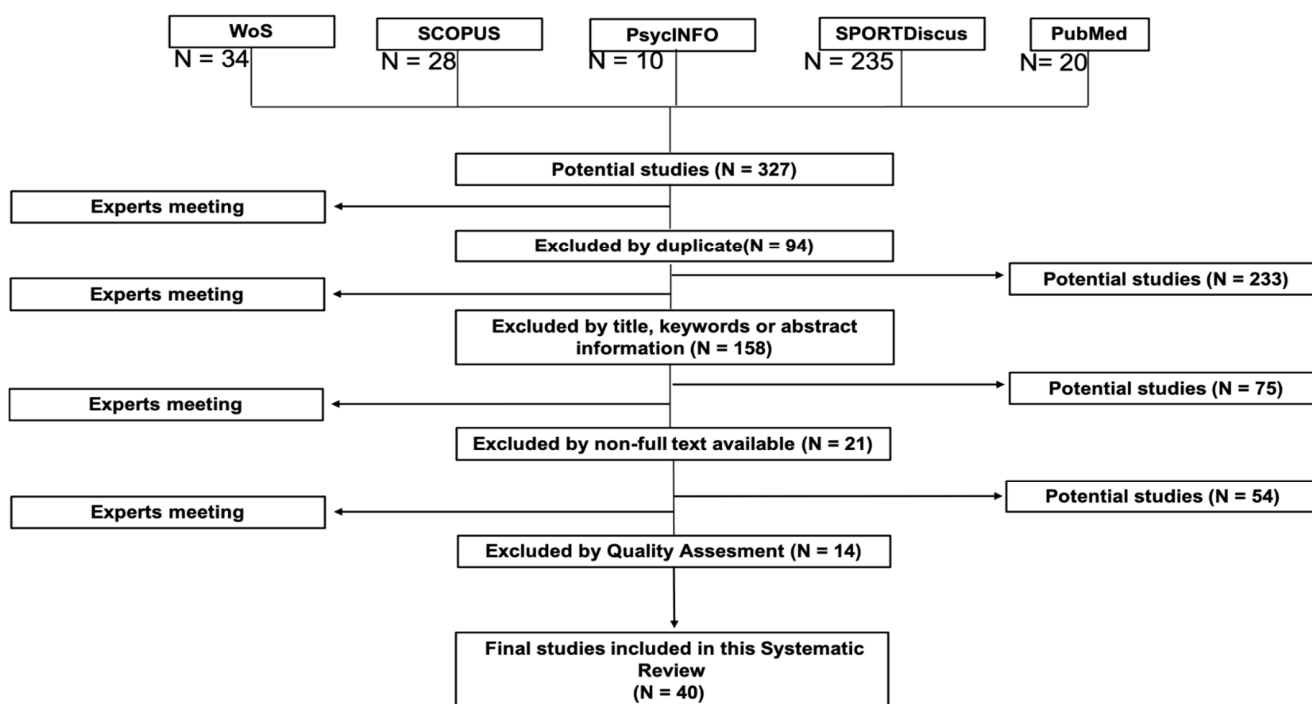 WoS
SCOPUS
PsycINFO
SPORTDiscus
PubMed
N = 34
N = 28
N = 10
N = 235
N= 20
Potential studies (N = 327)
Experts meeting
Excluded by duplicate(N = 94)
Potential studies (N = 233)
Experts meeting
Excluded by title, keywords or abstract
information (N = 158)
Potential studies (N = 75)
Experts meeting
Excluded by non-full text available (N = 21)
Potential studies (N = 54)
Experts meeting
Excluded by Quality Assesment (N = 14)
Final studies included in this Systematic
Review
(N = 40)